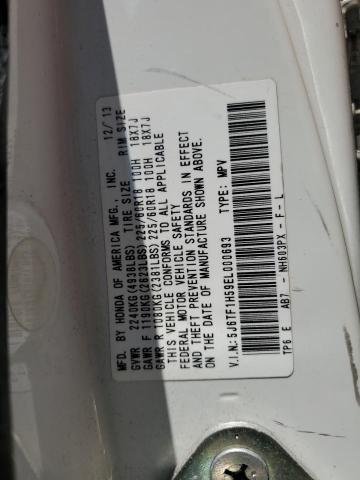 MFD. BY HONDA OF AMERICA MFG., INC. 12/13
GVWR 2240KG(4938LBS) TIRE SIZE RIM SIZE
GAWR F 1190KG(2623LBS) 225/60R18 100H 18X7J
GAWR R 1080KG(2381LBS) 225/60R18 100H 18X7J
THIS VEHICLE CONFORMS TO ALL APPLICABLE
FEDERAL MOTOR VEHICLE SAFETY
AND THEFT PREVENTION STANDARDS IN EFFECT
ON THE DATE OF MANUFACTURE SHOWN ABOVE.
V.I.N.: 5J6TF1H59EL000693 TYPE: MPV
TP6 E AB7 - NH603PX - F - L